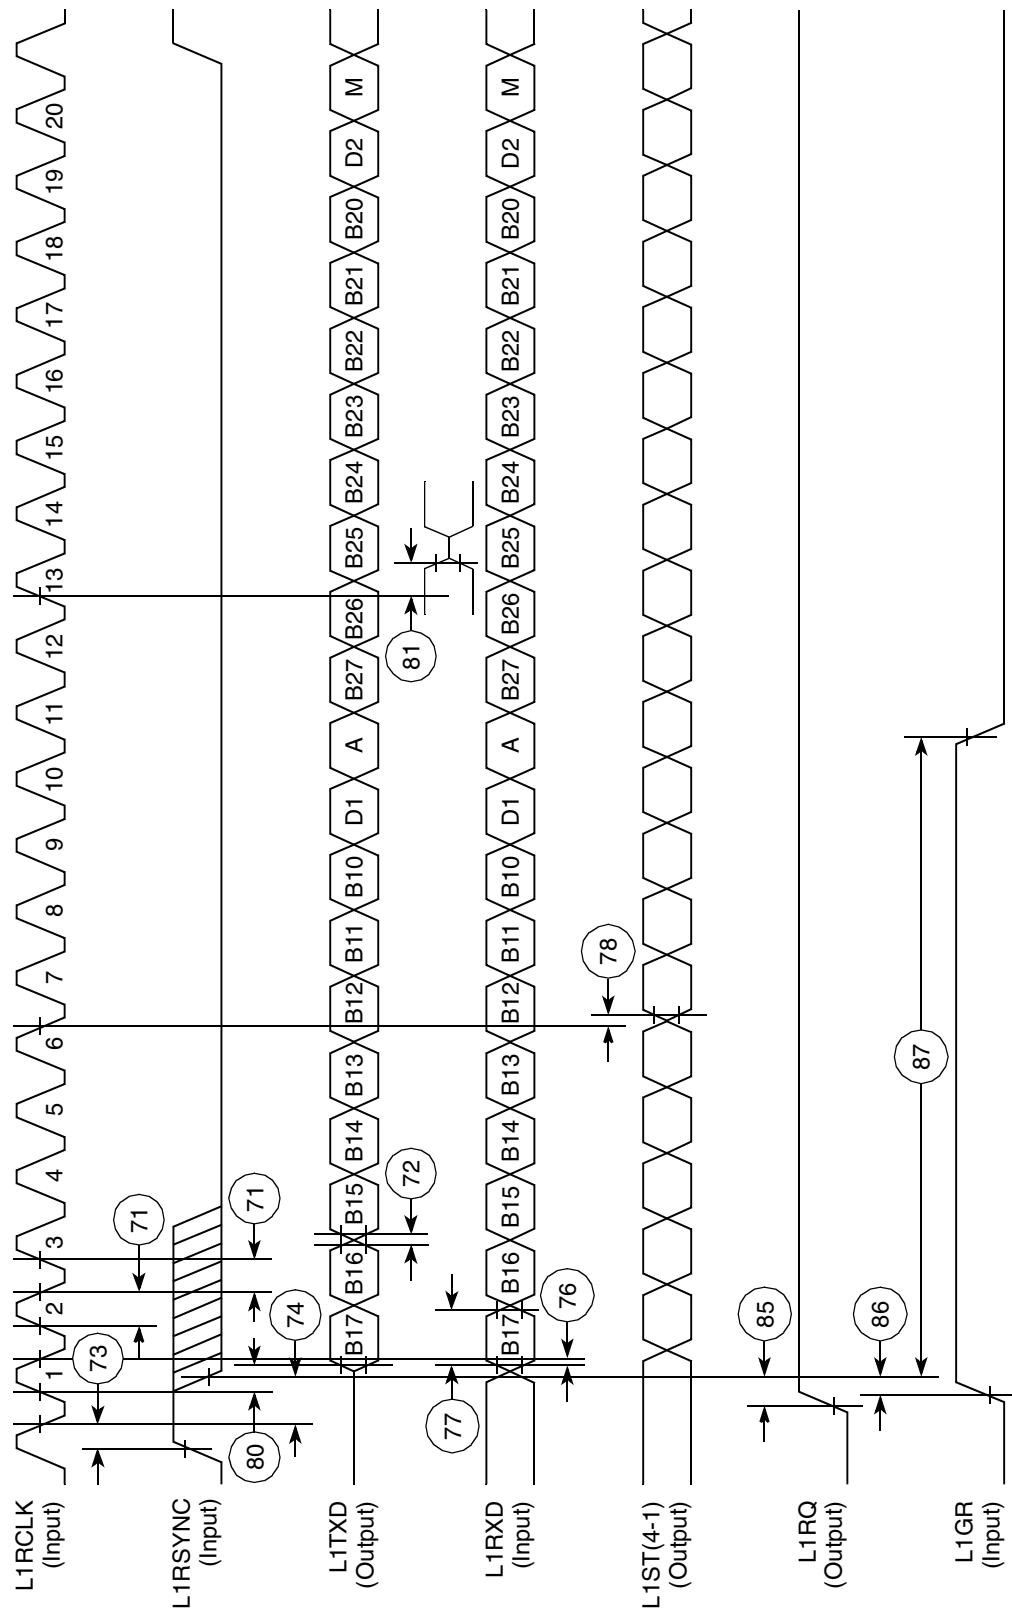 L1RCLK
(Input)
1 2 3 4 5 6 7 8 9 10 11 12 13 14 15 16 17 18 19 20
73
71
L1RSYNC
(Input)
80
74
71
L1TXD
(Output)
B17 B16 B15 B14 B13 B12 B11 B10 D1 A B27 B26 B25 B24 B23 B22 B21 B20 D2 M
77
72
81
L1RXD
(Input)
B17 B16 B15 B14 B13 B12 B11 B10 D1 A B27 B26 B25 B24 B23 B22 B21 B20 D2 M
76
78
L1ST(4-1)
(Output)
85
L1RQ
(Output)
86
87
L1GR
(Input)